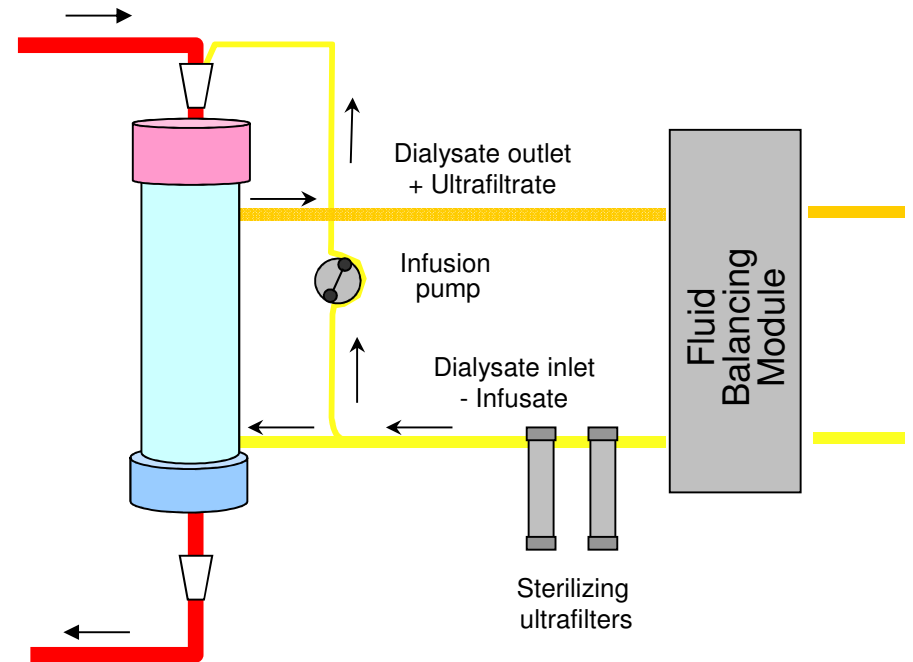 Dialysate outlet
+ Ultrafiltrate
Infusion
pump
Dialysate inlet
- Infusate
Fluid
Balancing
Module
Sterilizing
ultrafilters